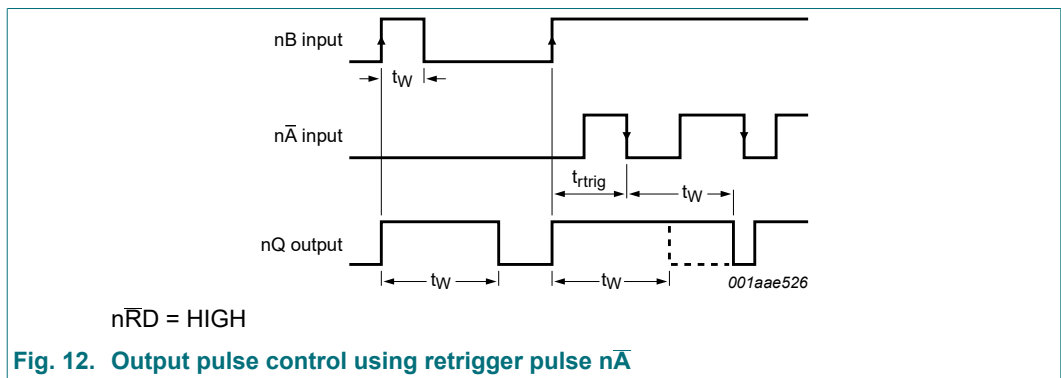 nB input
tW
nA̅ input
trtrig
tW
nQ output
tW
tW
001aae526
nR̅D = HIGH
Fig. 12. Output pulse control using retrigger pulse nA̅